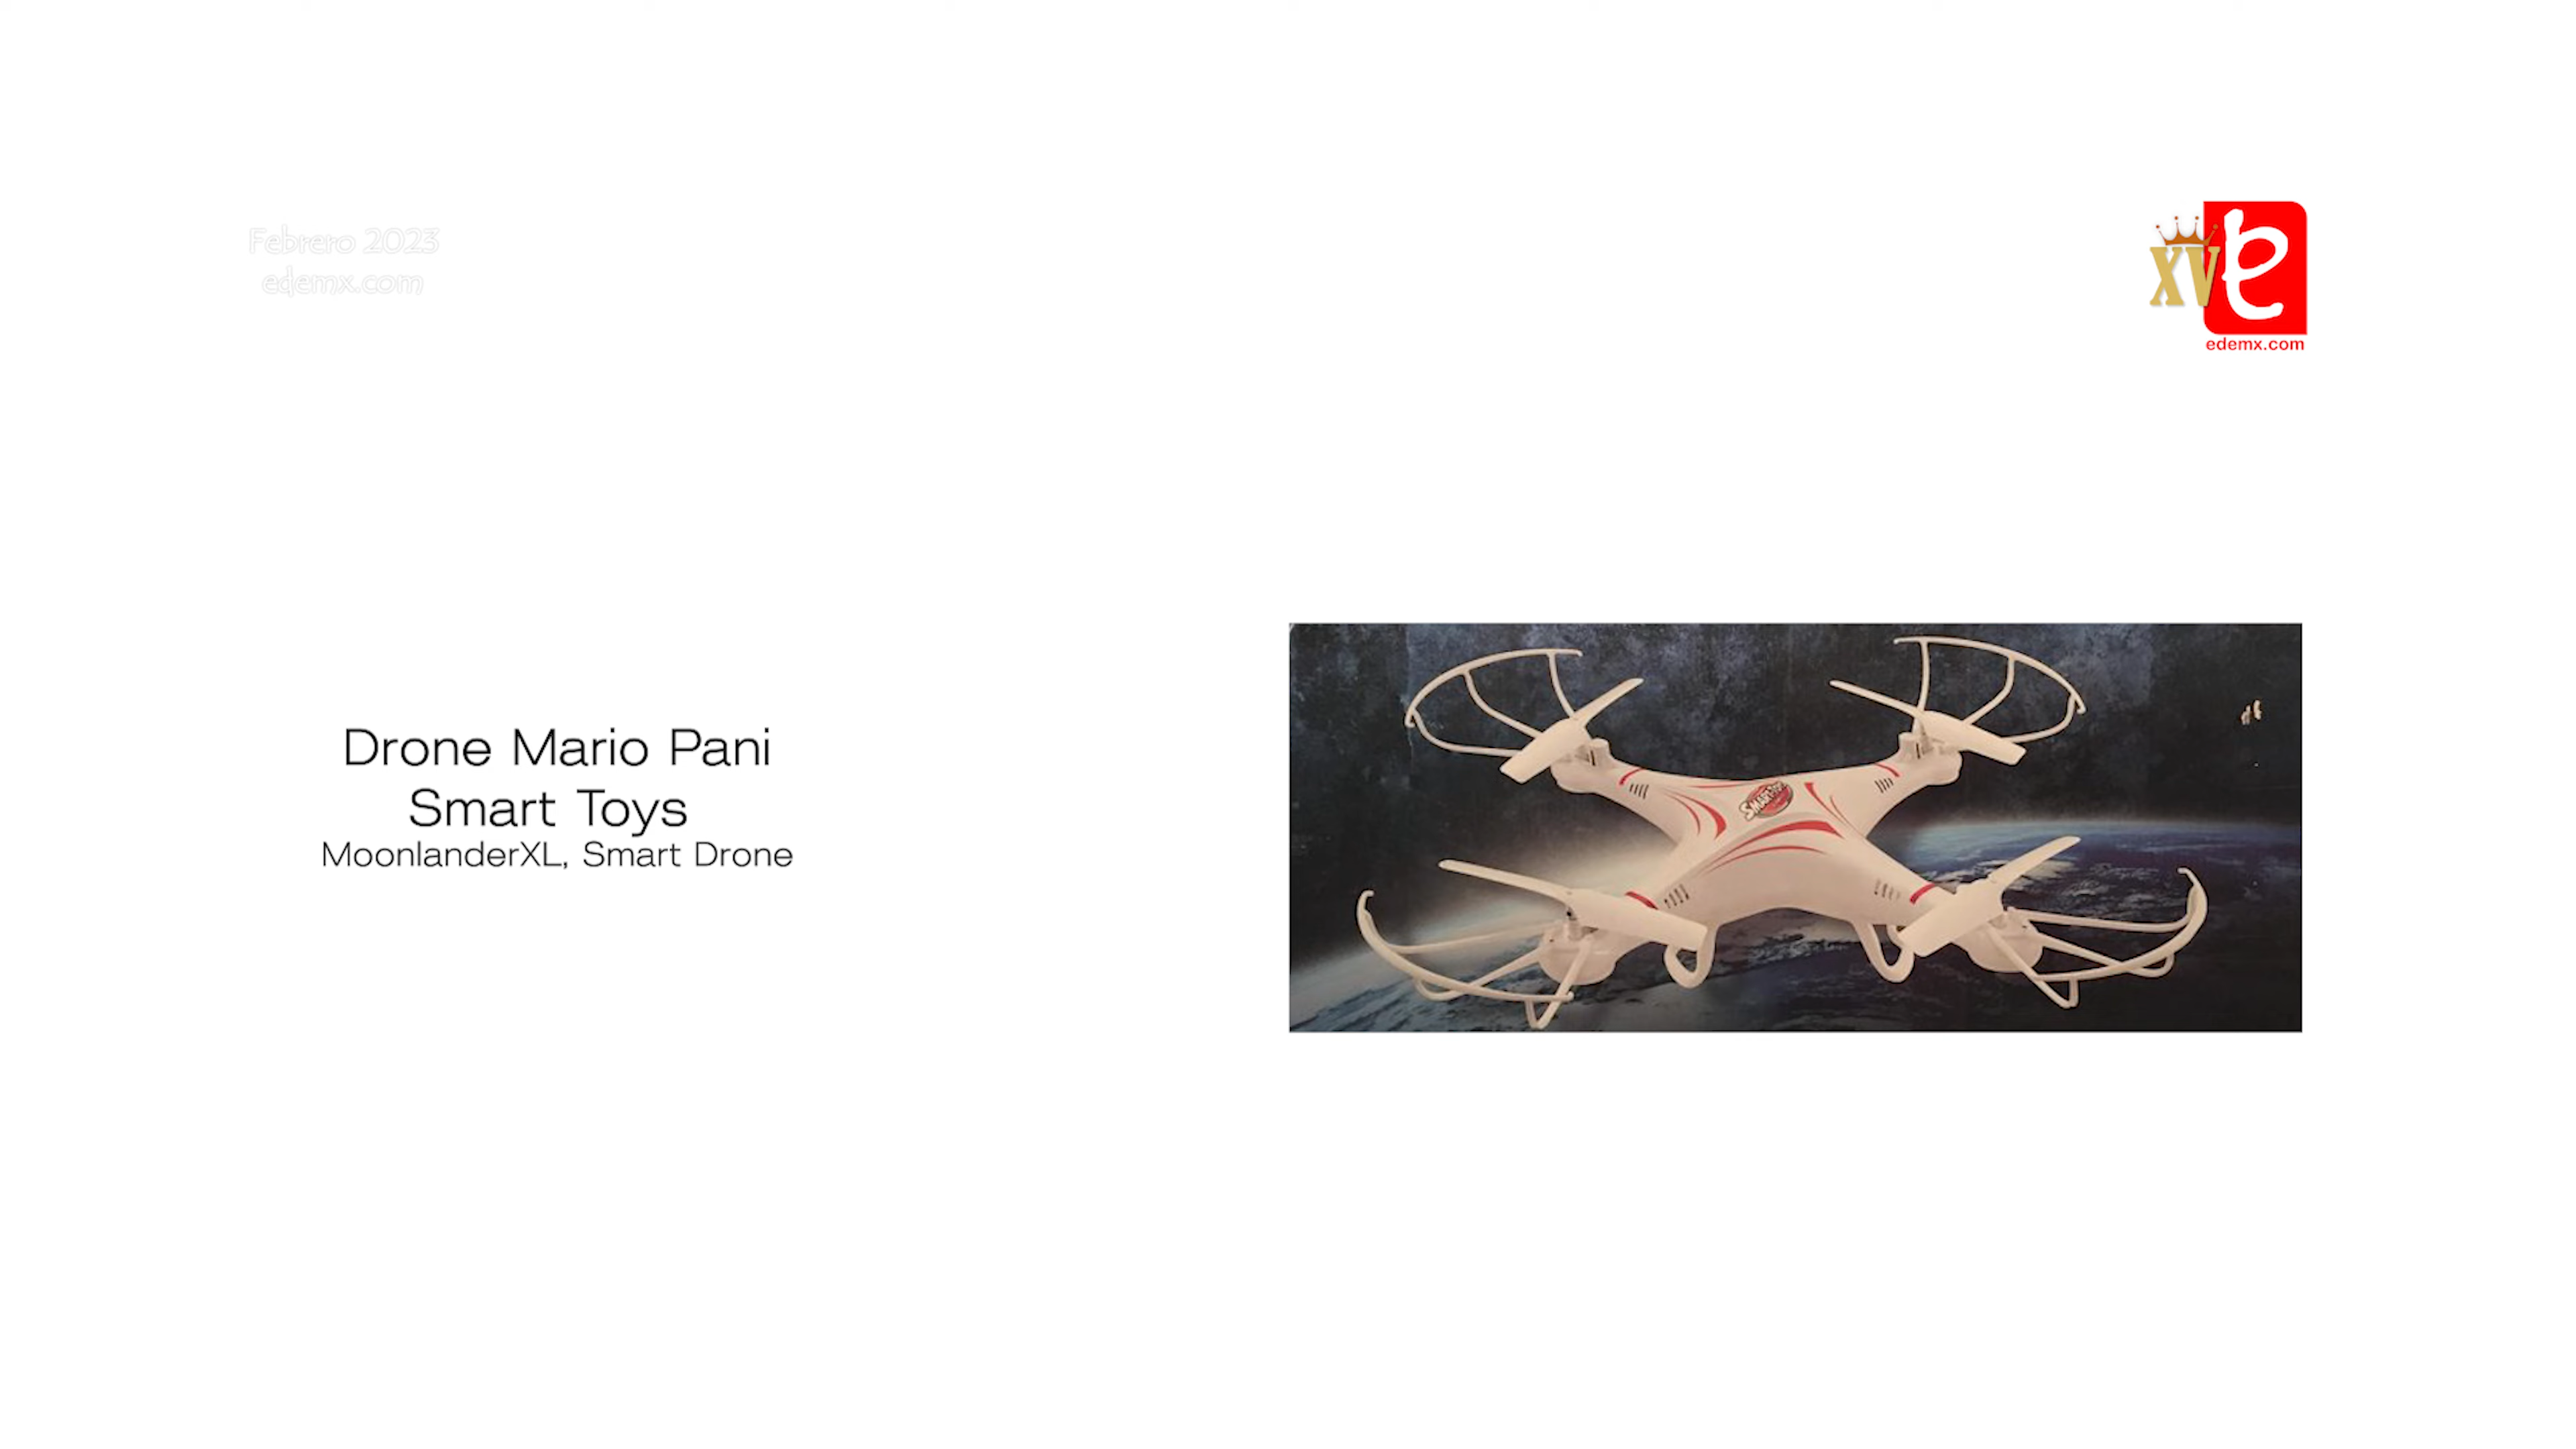 Febrero 2023
edemx.com
XV e
edemx.com
Drone Mario Pani
Smart Toys
MoonlanderXL, Smart Drone